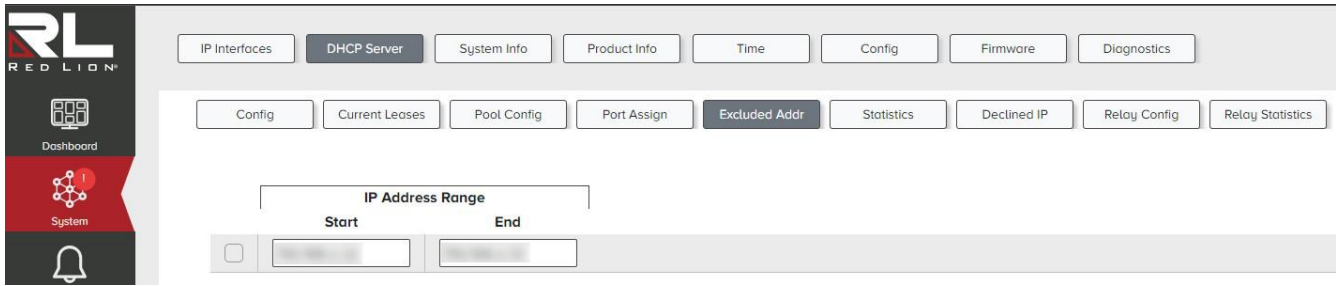 RL
RED LION®
IP Interfaces DHCP Server System Info Product Info Time Config Firmware Diagnostics
Config Current Leases Pool Config Port Assign Excluded Addr Statistics Declined IP Relay Config Relay Statistics
Dashboard
!
System
IP Address Range
Start End